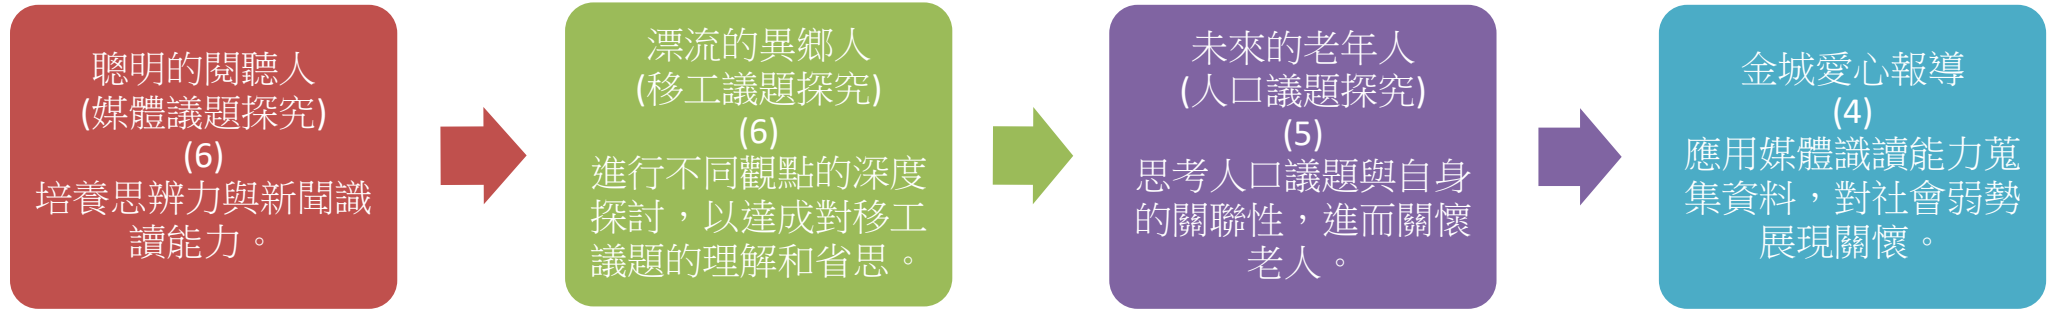 聰明的閱聽人
(媒體議題探究)
(6)
培養思辨力與新聞識
讀能力。
漂流的異鄉人
(移工議題探究)
(6)
進行不同觀點的深度
探討，以達成對移工
議題的理解和省思。
未來的老年人
(人口議題探究)
(5)
思考人口議題與自身
的關聯性，進而關懷
老人。
金城愛心報導
(4)
應用媒體識讀能力蒐
集資料，對社會弱勢
展現關懷。